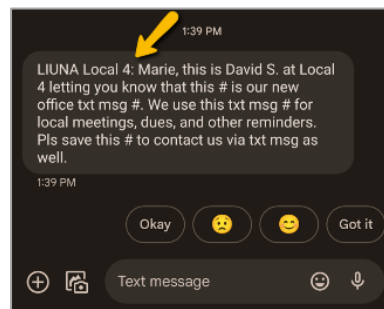 1:39 PM
LIUNA Local 4: Marie, this is David S. at Local
4 letting you know that this # is our new
office txt msg #. We use this txt msg # for
local meetings, dues, and other reminders.
Pls save this # to contact us via txt msg as
well.
1:39 PM
Okay 😟 😊 Got it
Text message